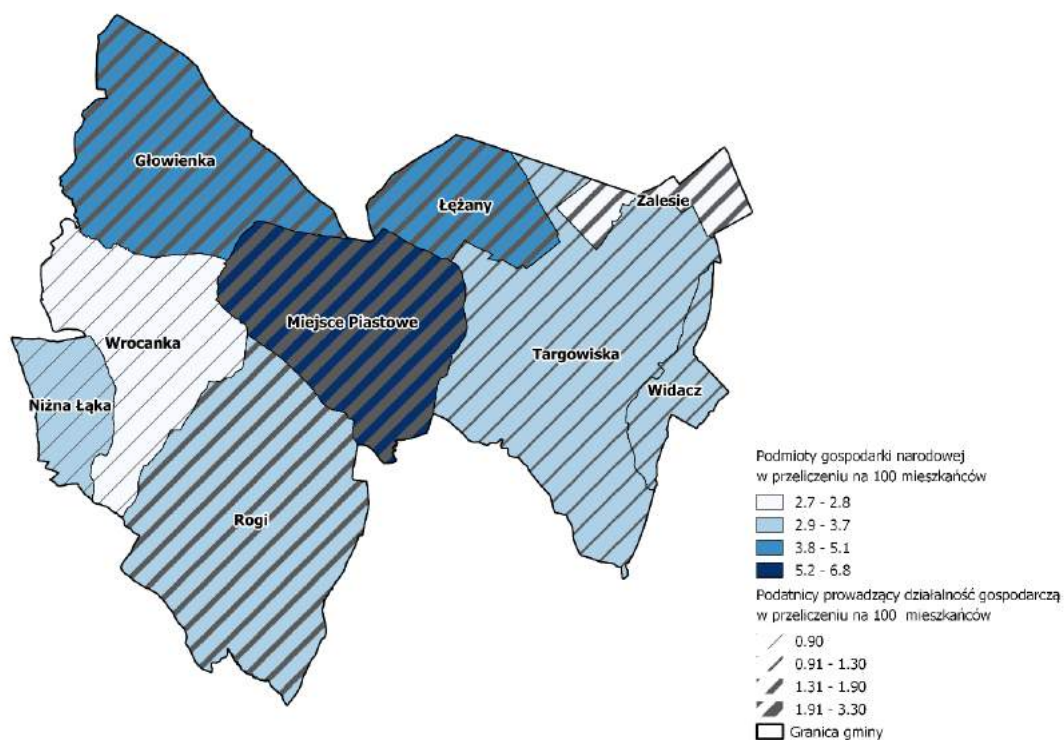 Głowienka
Łężany
Zalesie
Miejsce Piastowe
Wrocanka
Targowiska
Widacz
Niżna Łąka
Rogi
Podmioty gospodarki narodowej
w przeliczeniu na 100 mieszkańców
2.7 - 2.8
2.9 - 3.7
3.8 - 5.1
5.2 - 6.8
Podatnicy prowadzący działalność gospodarczą
w przeliczeniu na 100 mieszkańców
0.90
0.91 - 1.30
1.31 - 1.90
1.91 - 3.30
Granica gminy